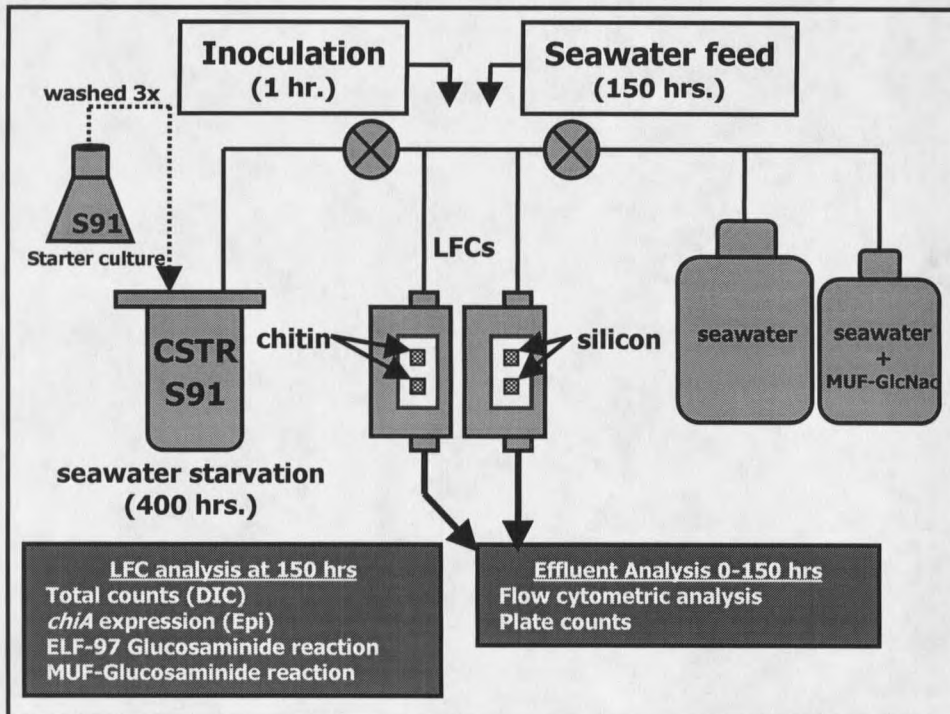 Inoculation
(1 hr.)
Seawater feed
(150 hrs.)
washed 3x
S91
Starter culture
LFCs
CSTR
S91
chitin
silicon
seawater
seawater
+
MUF-GlcNac
seawater starvation
(400 hrs.)
LFC analysis at 150 hrs
Total counts (DIC)
chiA expression (Epi)
ELF-97 Glucosaminide reaction
MUF-Glucosaminide reaction
Effluent Analysis 0-150 hrs
Flow cytometric analysis
Plate counts